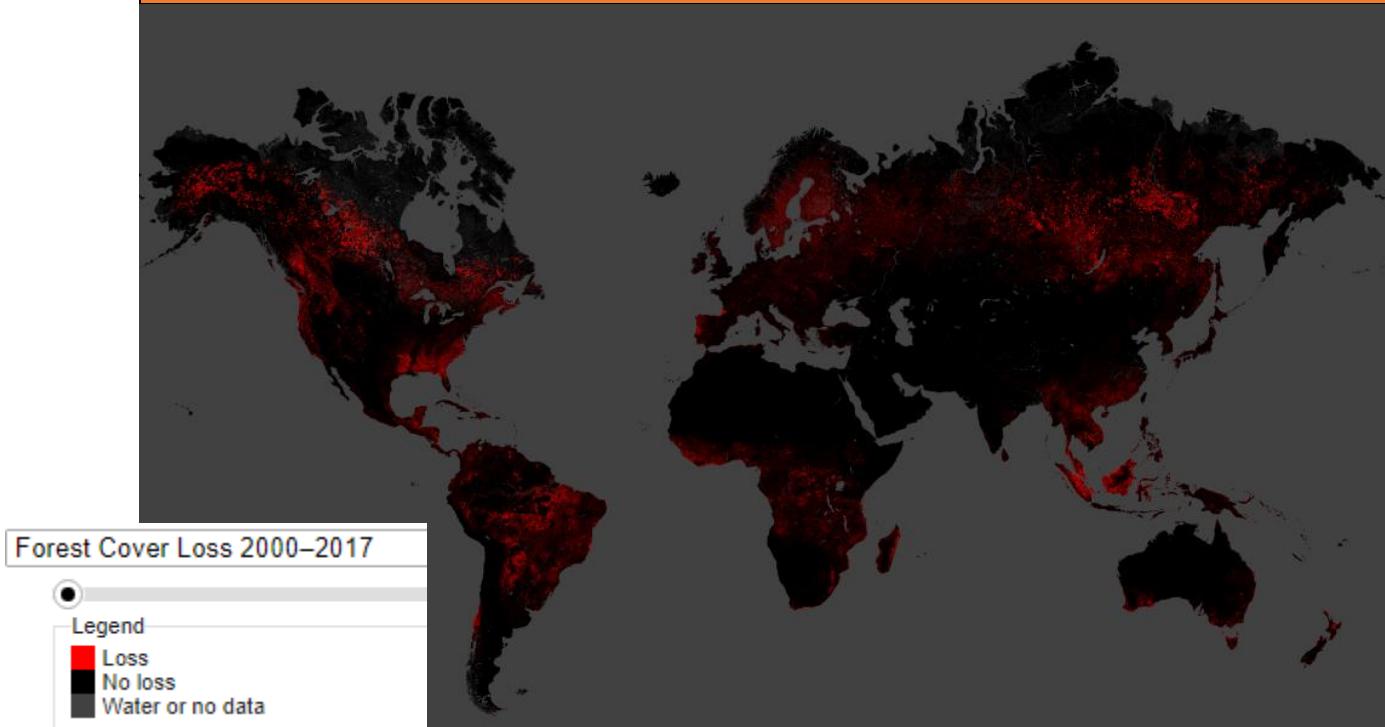 Forest Cover Loss 2000–2017
Legend
Loss
No loss
Water or no data